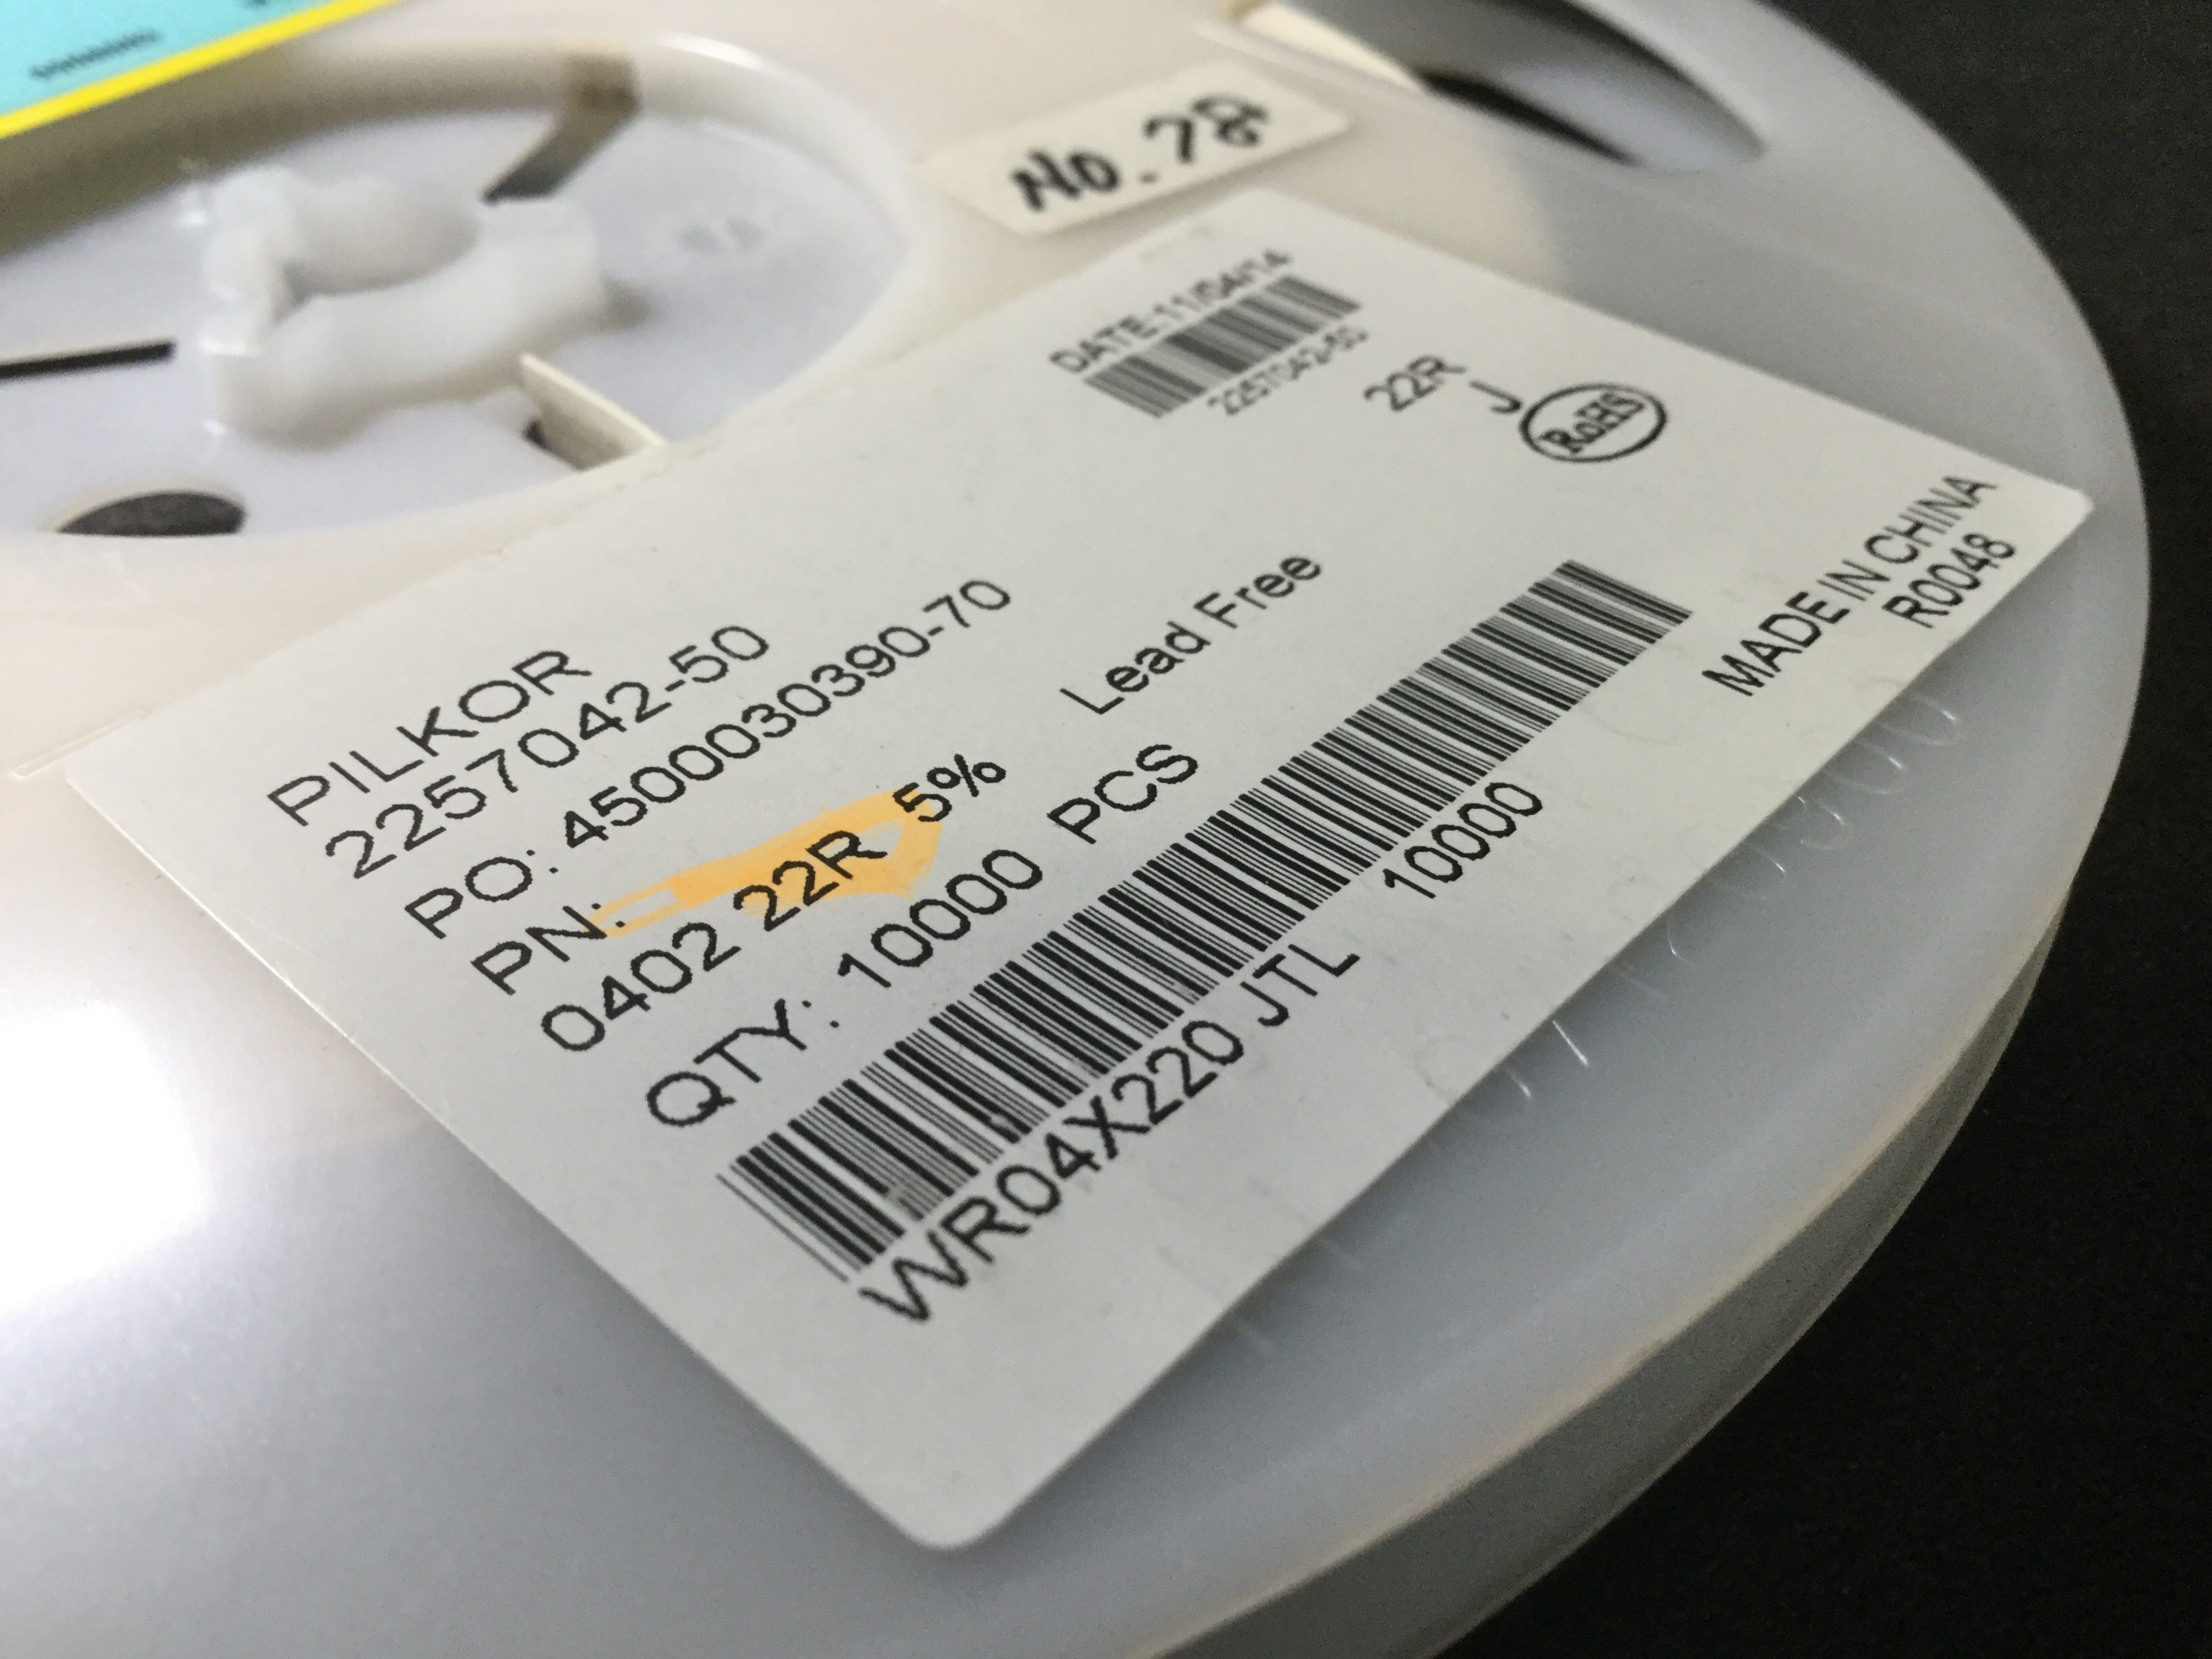 No.78
DATE:11/04/14
2257042-50
22R
J
RoHS
PILKOR
2257042-50
PO: 4500030390-70
PN:
0402 22R 5%
Lead Free
QTY: 10000 PCS
WR04X220 JTL 10000
MADE IN CHINA
R0048